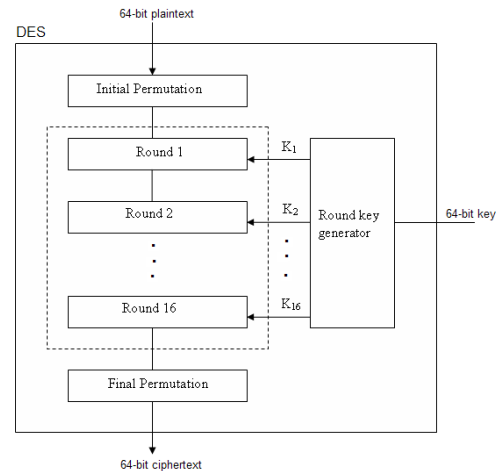 64-bit plaintext
DES
Initial Permutation
Round 1
K1
Round 2
K2
Round key
generator
64-bit key
Round 16
K16
Final Permutation
64-bit ciphertext